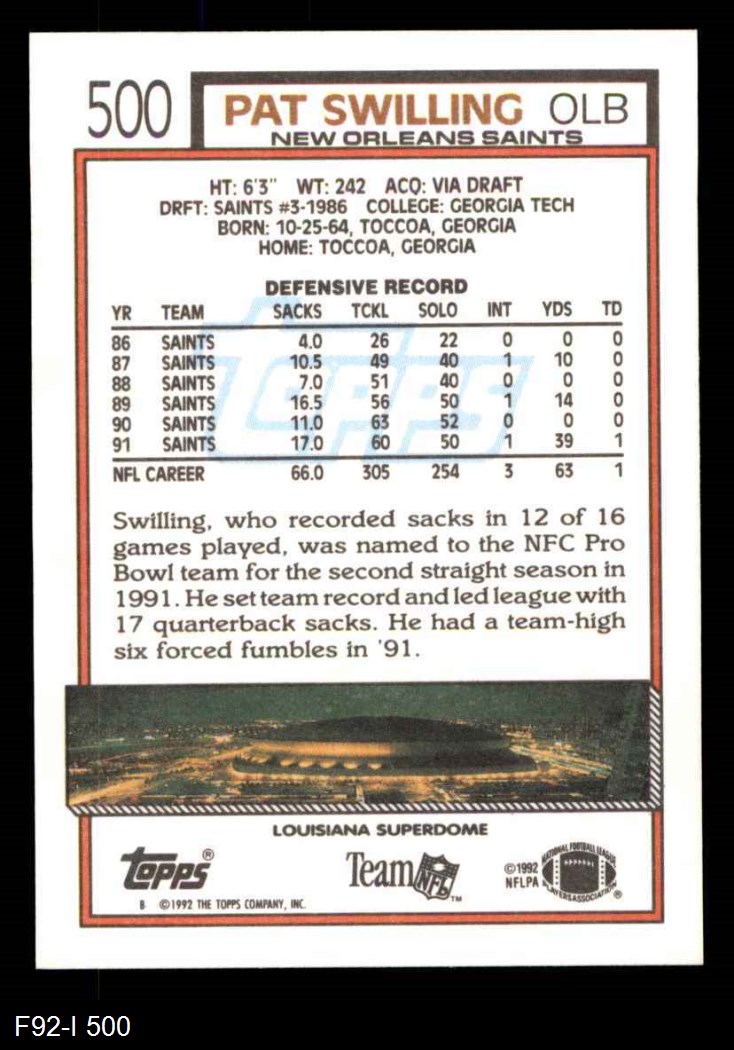 500 PAT SWILLING OLB
NEW ORLEANS SAINTS
HT: 6'3" WT: 242 ACQ: VIA DRAFT
DRFT: SAINTS #3-1986 COLLEGE: GEORGIA TECH
BORN: 10-25-64, TOCCOA, GEORGIA
HOME: TOCCOA, GEORGIA
DEFENSIVE RECORD
YR TEAM SACKS TCKL SOLO INT YDS TD
86 SAINTS 4.0 26 22 0 0 0
87 SAINTS 10.5 49 40 1 10 0
88 SAINTS 7.0 51 40 0 0 0
89 SAINTS 16.5 56 50 1 14 0
90 SAINTS 11.0 63 52 0 0 0
91 SAINTS 17.0 60 50 1 39 1
NFL CAREER 66.0 305 254 3 63 1
topps
Swilling, who recorded sacks in 12 of 16
games played, was named to the NFC Pro
Bowl team for the second straight season in
1991. He set team record and led league with
17 quarterback sacks. He had a team-high
six forced fumbles in '91.
LOUISIANA SUPERDOME
topps® Team NFL™ ©1992 NFLPA NATIONAL FOOTBALL LEAGUE PLAYERS ASSOCIATION ®
B ©1992 THE TOPPS COMPANY, INC.
F92-I 500